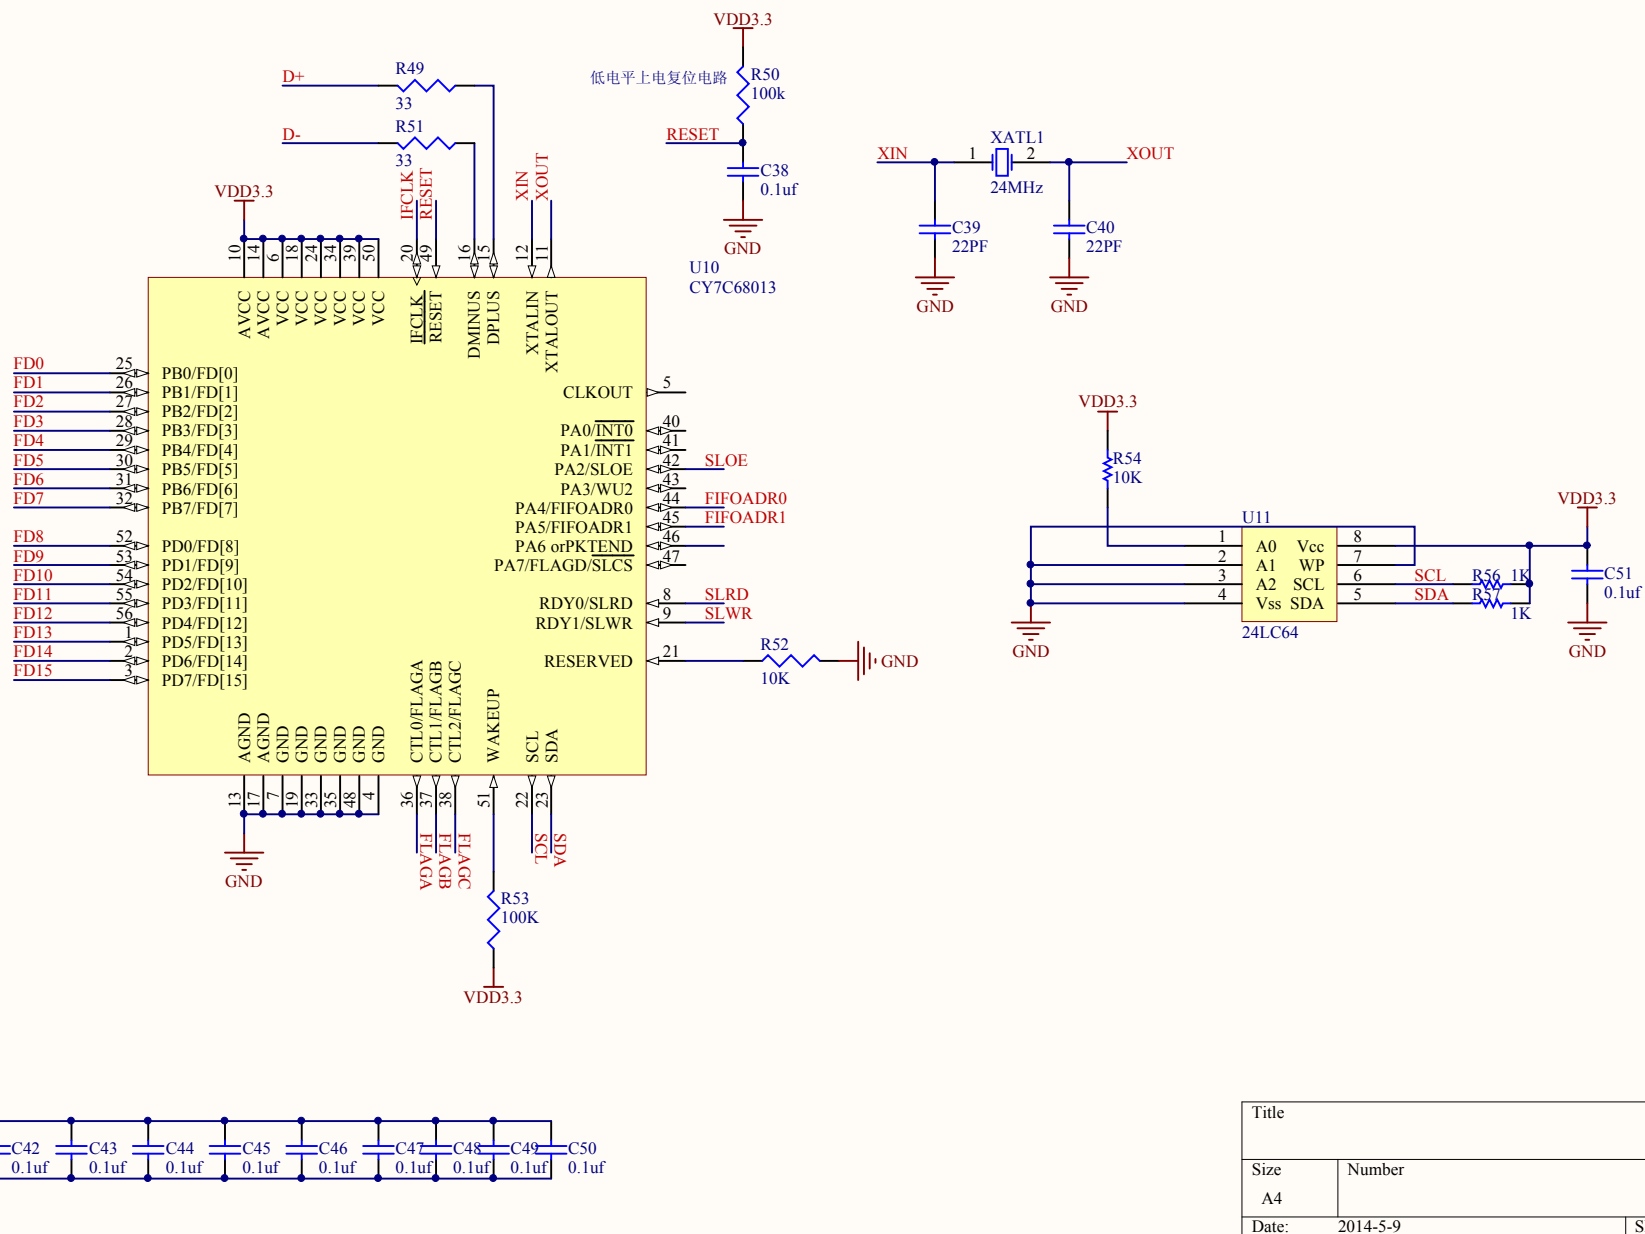 VDD3.3
低电平上电复位电路
R50
100k
RESET
C38
0.1uf
GND
D+
R49
33
D-
R51
33
XIN
1
XATL1
2
XOUT
24MHz
C39
22PF
C40
22PF
GND
GND
VDD3.3
IFCLK
RESET
XIN
XOUT
10
14
6
18
24
34
39
50
20
49
16
15
12
11
U10
CY7C68013
AVCC
AVCC
VCC
VCC
VCC
VCC
VCC
VCC
IFCLK
RESET
DMINUS
DPLUS
XTALIN
XTALOUT
FD0 25 PB0/FD[0]
FD1 26 PB1/FD[1]
FD2 27 PB2/FD[2]
FD3 28 PB3/FD[3]
FD4 29 PB4/FD[4]
FD5 30 PB5/FD[5]
FD6 31 PB6/FD[6]
FD7 32 PB7/FD[7]
FD8 52 PD0/FD[8]
FD9 53 PD1/FD[9]
FD10 54 PD2/FD[10]
FD11 55 PD3/FD[11]
FD12 56 PD4/FD[12]
FD13 1 PD5/FD[13]
FD14 2 PD6/FD[14]
FD15 3 PD7/FD[15]
CLKOUT 5
PA0/INT0 40
PA1/INT1 41
PA2/SLOE 42 SLOE
PA3/WU2 43
PA4/FIFOADR0 44 FIFOADR0
PA5/FIFOADR1 45 FIFOADR1
PA6 orPKTEND 46
PA7/FLAGD/SLCS 47
RDY0/SLRD 8 SLRD
RDY1/SLWR 9 SLWR
RESERVED 21
R52
10K
GND
AGND
AGND
GND
GND
GND
GND
GND
GND
CTL0/FLAGA
CTL1/FLAGB
CTL2/FLAGC
WAKEUP
SCL
SDA
13
17
7
19
33
35
48
4
36
37
38
51
22
23
FLAGA
FLAGB
FLAGC
SCL
SDA
GND
R53
100K
VDD3.3
VDD3.3
R54
10K
VDD3.3
U11
1 A0 Vcc 8
2 A1 WP 7
3 A2 SCL 6 SCL R56 1K
4 Vss SDA 5 SDA R57
1K
24LC64
C51
0.1uf
GND
GND
C42
0.1uf
C43
0.1uf
C44
0.1uf
C45
0.1uf
C46
0.1uf
C47
0.1uf
C48
0.1uf
C49
0.1uf
C50
0.1uf
Title
Size
Number
A4
Date:
2014-5-9
S